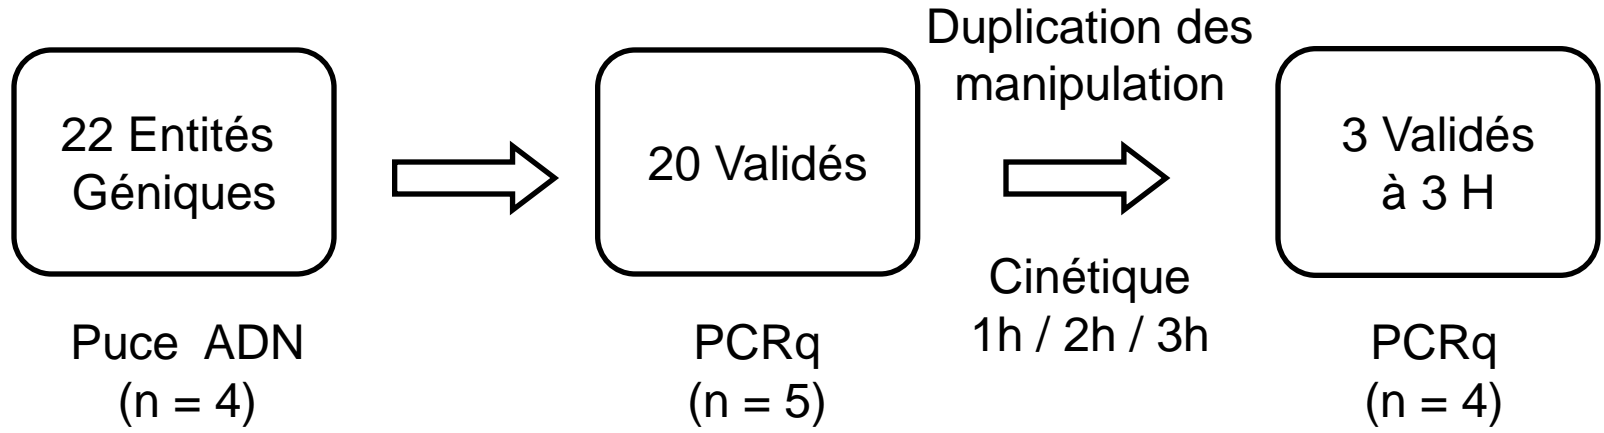 22 Entités
Géniques
Puce ADN
(n = 4)
20 Validés
PCRq
(n = 5)
Duplication des
manipulation
Cinétique
1h / 2h / 3h
3 Validés
à 3 H
PCRq
(n = 4)